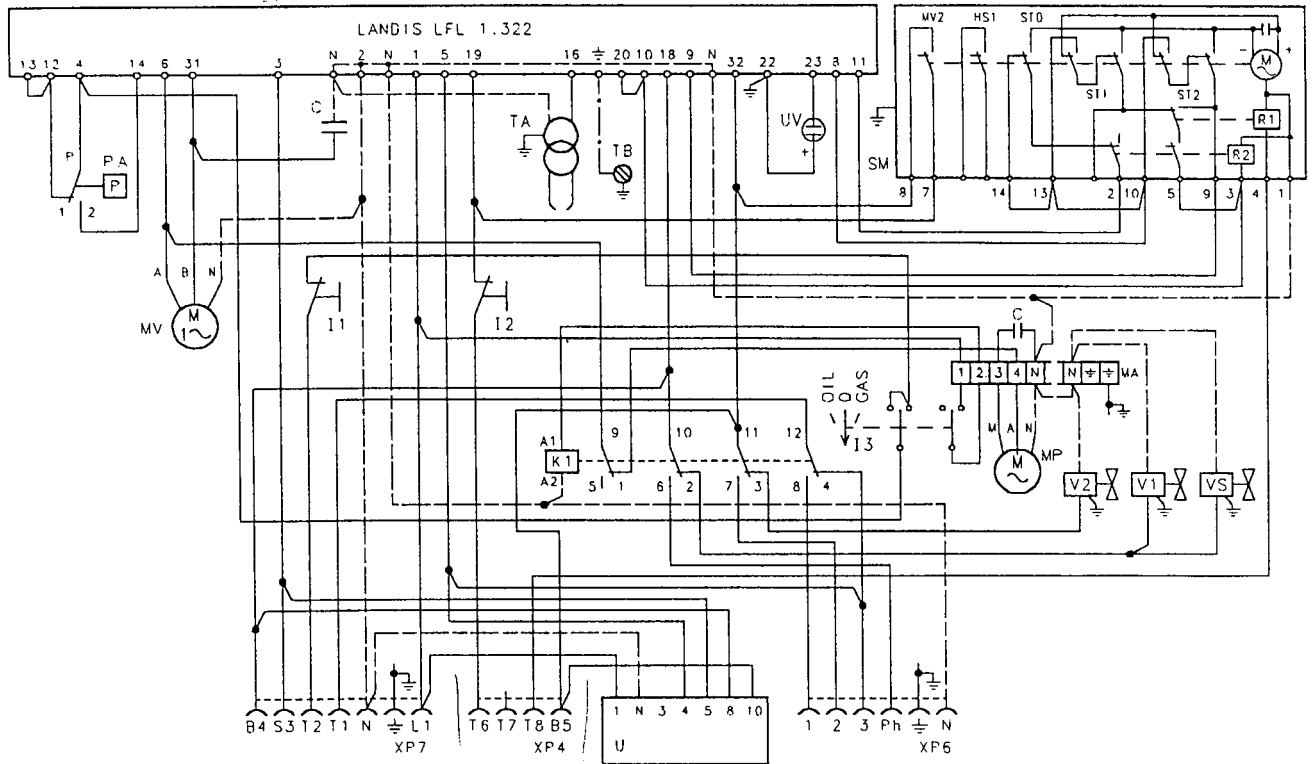 LANDIS LFL 1.322
13 12 4 14 6 31 3 N 2 N 1 5 19 16 20 10 18 9 N 32 22 23 8 11
MV2 HS1 ST0
M
ST1 ST2
R1
R2
SM
8 7 14 13 2 10 5 9 3 4 1
C
TA
TB
UV
+
P
PA
P
1 2
A B N
MV
M
1
I1
I2
C
1 2 3 4 N N MA
OIL
0
GAS
I3
M A N
M
MP
9 10 11 12
A1
K1
A2
5 1 6 2 7 3 8 4
V2 V1 VS
1 N 3 4 5 8 10
U
B4 S3 T2 T1 N L1
XP7
T6 T7 T8 B5
XP4
1 2 3 Ph N
XP6